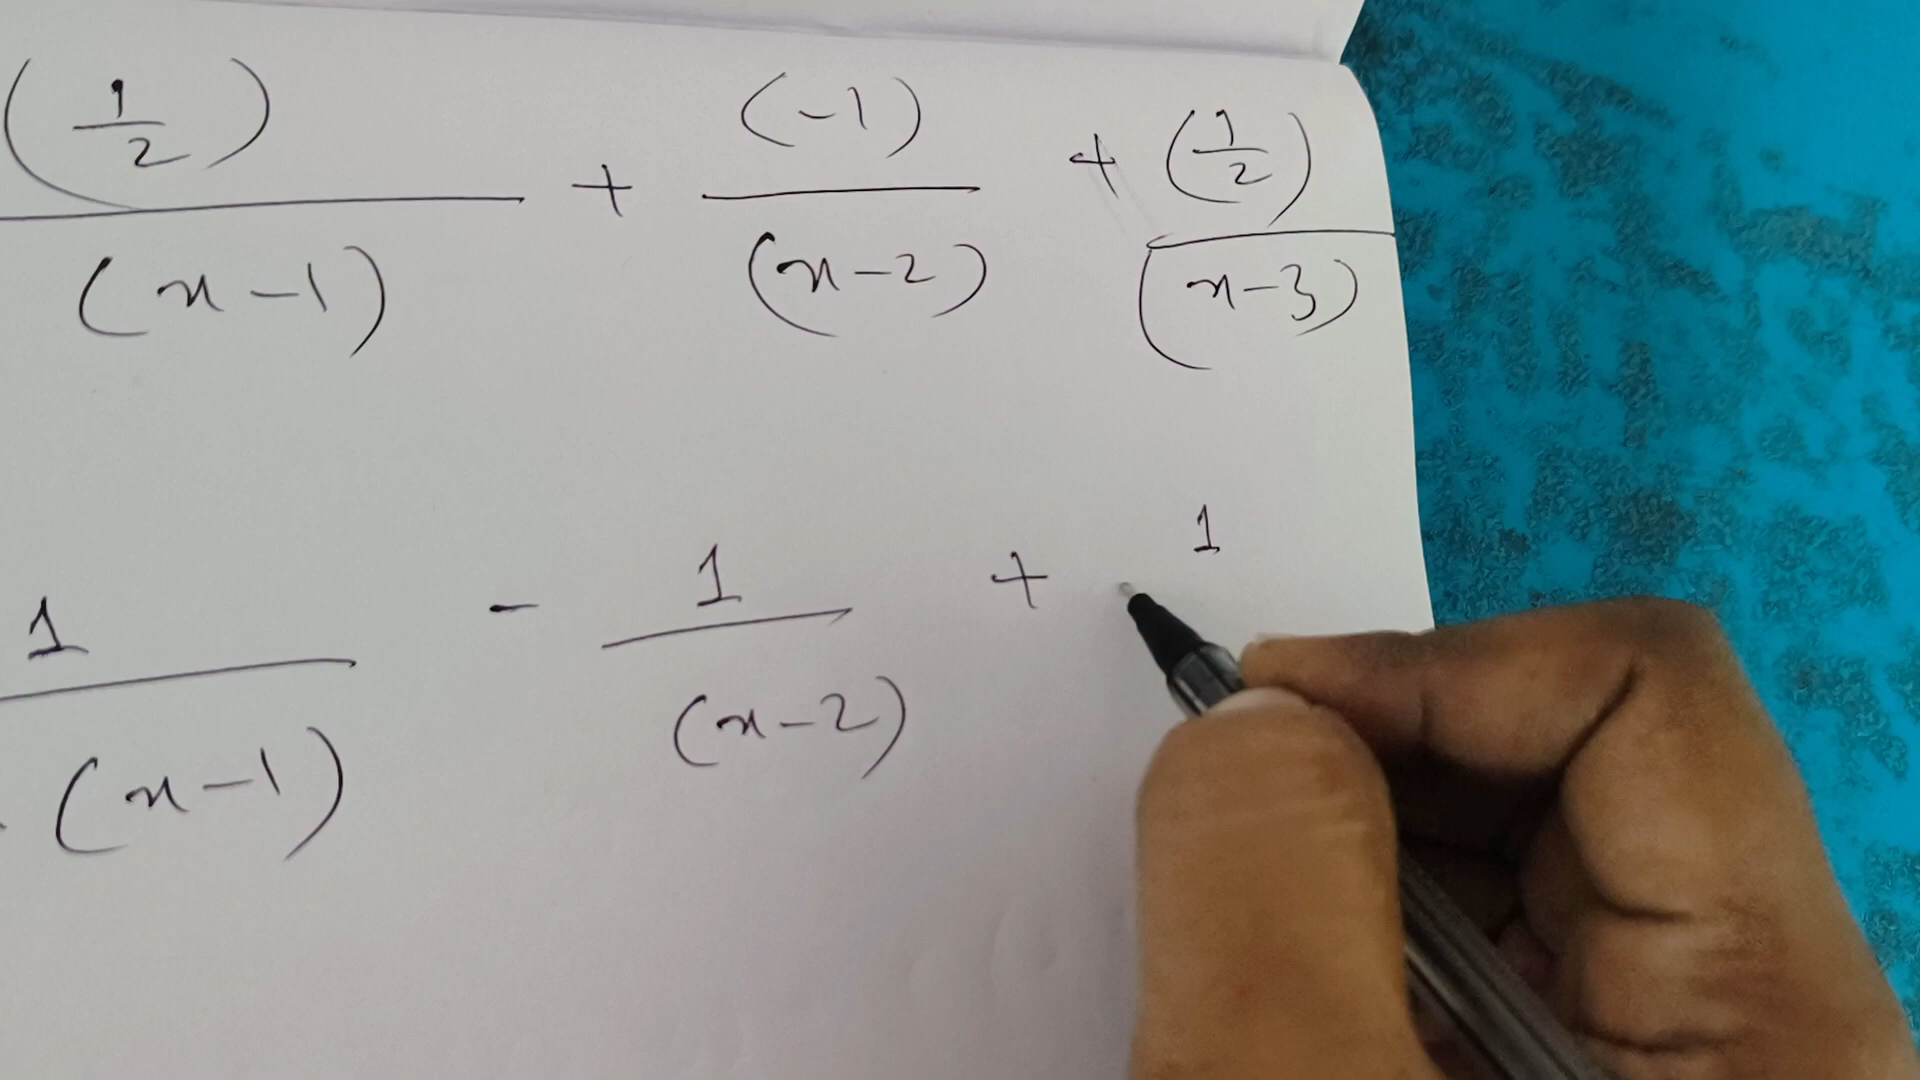 (1/2)/(x-1) + (-1)/(x-2) + (1/2)/(x-3)
1/(x-1) - 1/(x-2) + 1